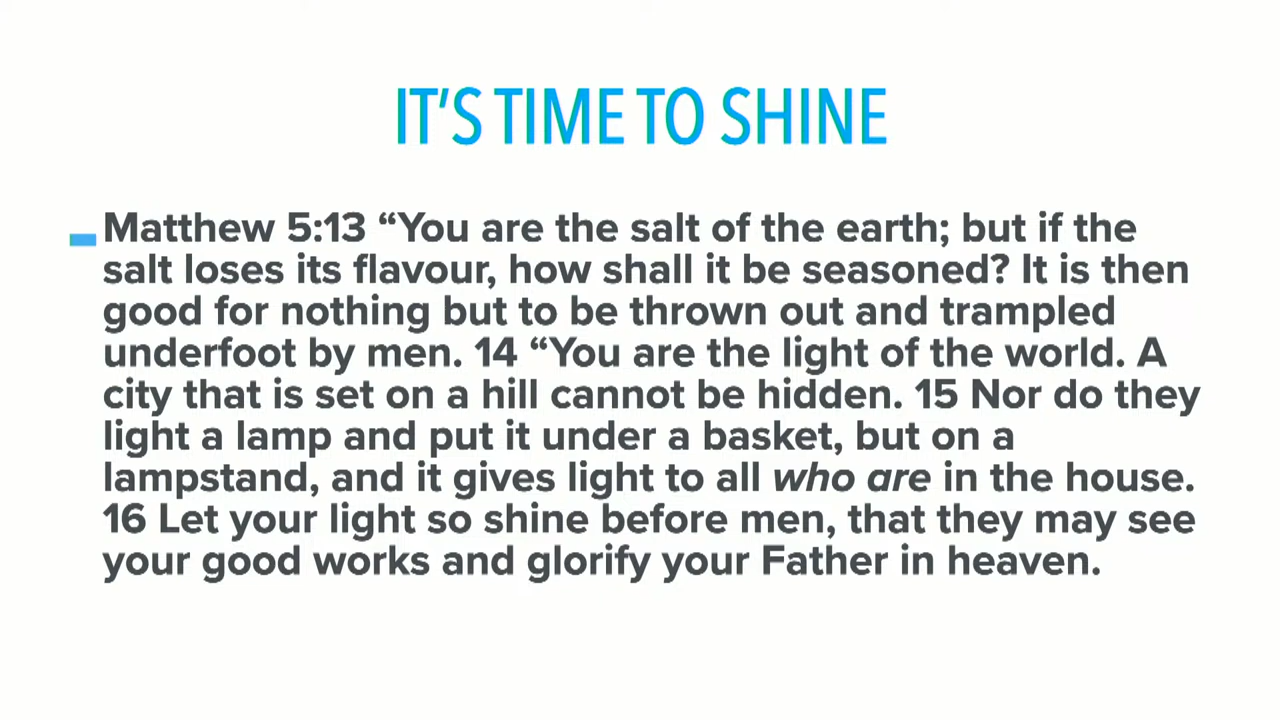 IT'S TIME TO SHINE
Matthew 5:13 “You are the salt of the earth; but if the
salt loses its flavour, how shall it be seasoned? It is then
good for nothing but to be thrown out and trampled
underfoot by men. 14 “You are the light of the world. A
city that is set on a hill cannot be hidden. 15 Nor do they
light a lamp and put it under a basket, but on a
lampstand, and it gives light to all who are in the house.
16 Let your light so shine before men, that they may see
your good works and glorify your Father in heaven.